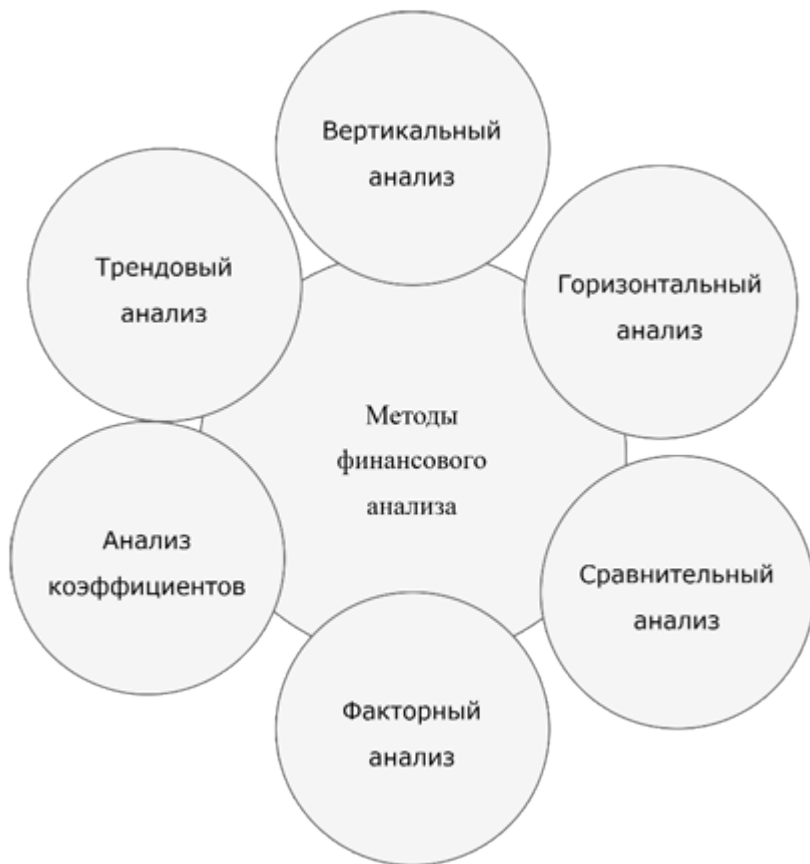 Вертикальный
анализ
Трендовый
анализ
Горизонтальный
анализ
Методы
финансового
анализа
Анализ
коэффициентов
Сравнительный
анализ
Факторный
анализ